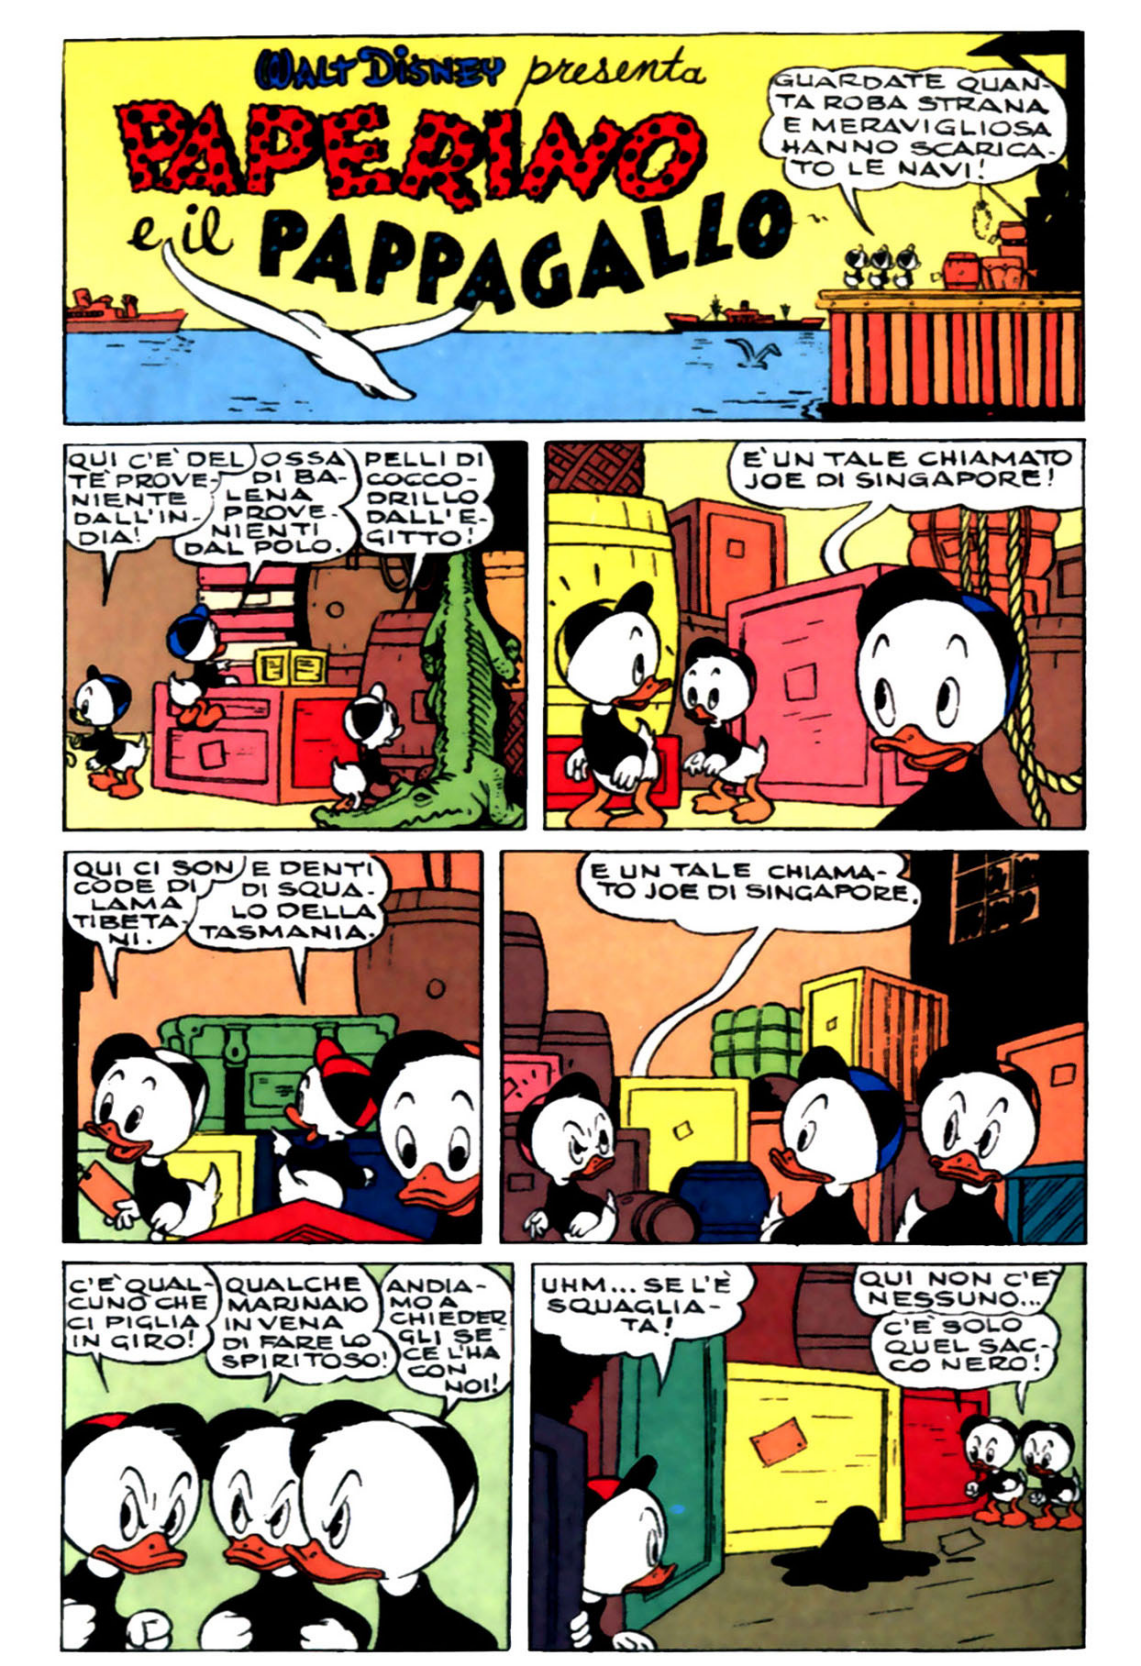 WALT DISNEY presenta
PAPERINO
e il PAPPAGALLO
GUARDATE QUAN-
TA ROBA STRANA
E MERAVIGLIOSA
HANNO SCARICA-
TO LE NAVI!
QUI C'E' DEL
TÈ PROVE-
NIENTE
DALL'IN-
DIA!
OSSA
DI BA-
LENA
PROVE-
NIENTI
DAL POLO.
PELLI DI
COCCO-
DRILLO
DALL'E-
GITTO!
E' UN TALE CHIAMATO
JOE DI SINGAPORE!
QUI CI SON
CODE DI
LAMA
TIBETA-
NI.
E DENTI
DI SQUA-
LO DELLA
TASMANIA.
E UN TALE CHIAMA-
TO JOE DI SINGAPORE.
C'E' QUAL-
CUNO CHE
CI PIGLIA
IN GIRO!
QUALCHE
MARINAIO
IN VENA
DI FARE LO
SPIRITOSO!
ANDIA-
MO A
CHIEDER
GLI SE
CE L'HA
CON
NOI!
UHM... SE L'È
SQUAGLIA-
TA!
QUI NON C'E'
NESSUNO...
C'E' SOLO
QUEL SAC-
CO NERO!